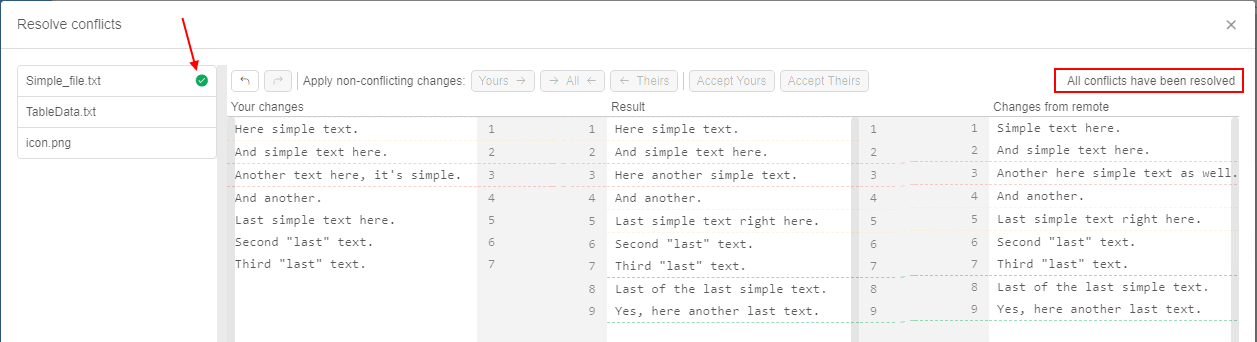 Resolve conflicts
Simple_file.txt
TableData.txt
icon.png
Apply non-conflicting changes: Yours → → All ← ← Theirs Accept Yours Accept Theirs
All conflicts have been resolved
Your changes
Here simple text. 1
And simple text here. 2
Another text here, it's simple. 3
And another. 4
Last simple text here. 5
Second "last" text. 6
Third "last" text. 7
Result
1 Here simple text. 1
2 And simple text here. 2
3 Here another simple text. 3
4 And another. 4
5 Last simple text right here. 5
6 Second "last" text. 6
7 Third "last" text. 7
8 Last of the last simple text. 8
9 Yes, here another last text. 9
Changes from remote
1 Simple text here.
2 And simple text here.
3 Another here simple text as well.
4 And another.
5 Last simple text right here.
6 Second "last" text.
7 Third "last" text.
8 Last of the last simple text.
9 Yes, here another last text.